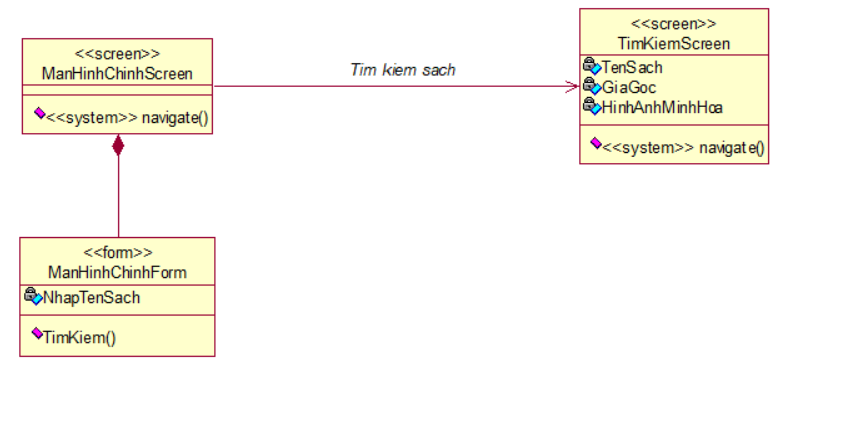 <<screen>>
ManHinhChinhScreen
<<system>> navigate()
Tim kiem sach
<<screen>>
TimKiemScreen
TenSach
GiaGoc
HinhAnhMinhHoa
<<system>> navigate()
<<form>>
ManHinhChinhForm
NhapTenSach
TimKiem()